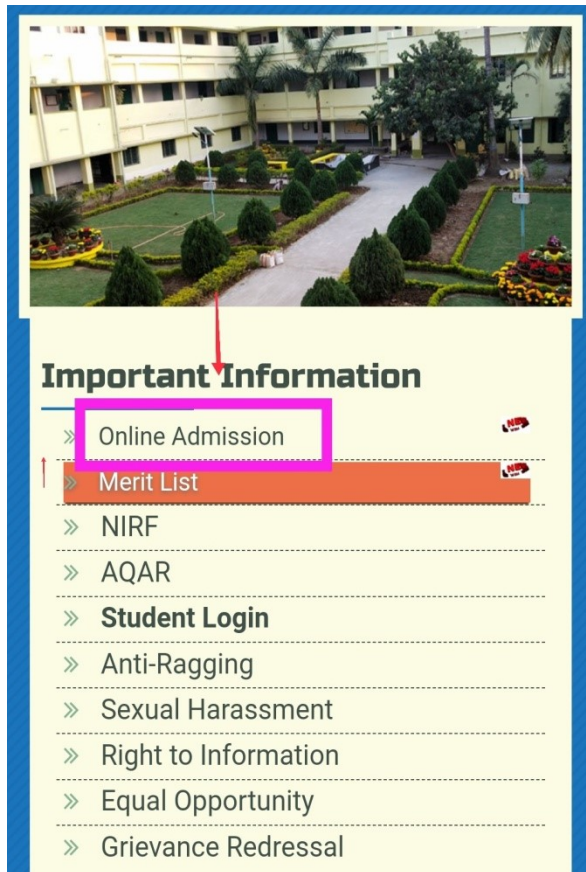 Important Information
» Online Admission
» Merit List
» NIRF
» AQAR
» Student Login
» Anti-Ragging
» Sexual Harassment
» Right to Information
» Equal Opportunity
» Grievance Redressal